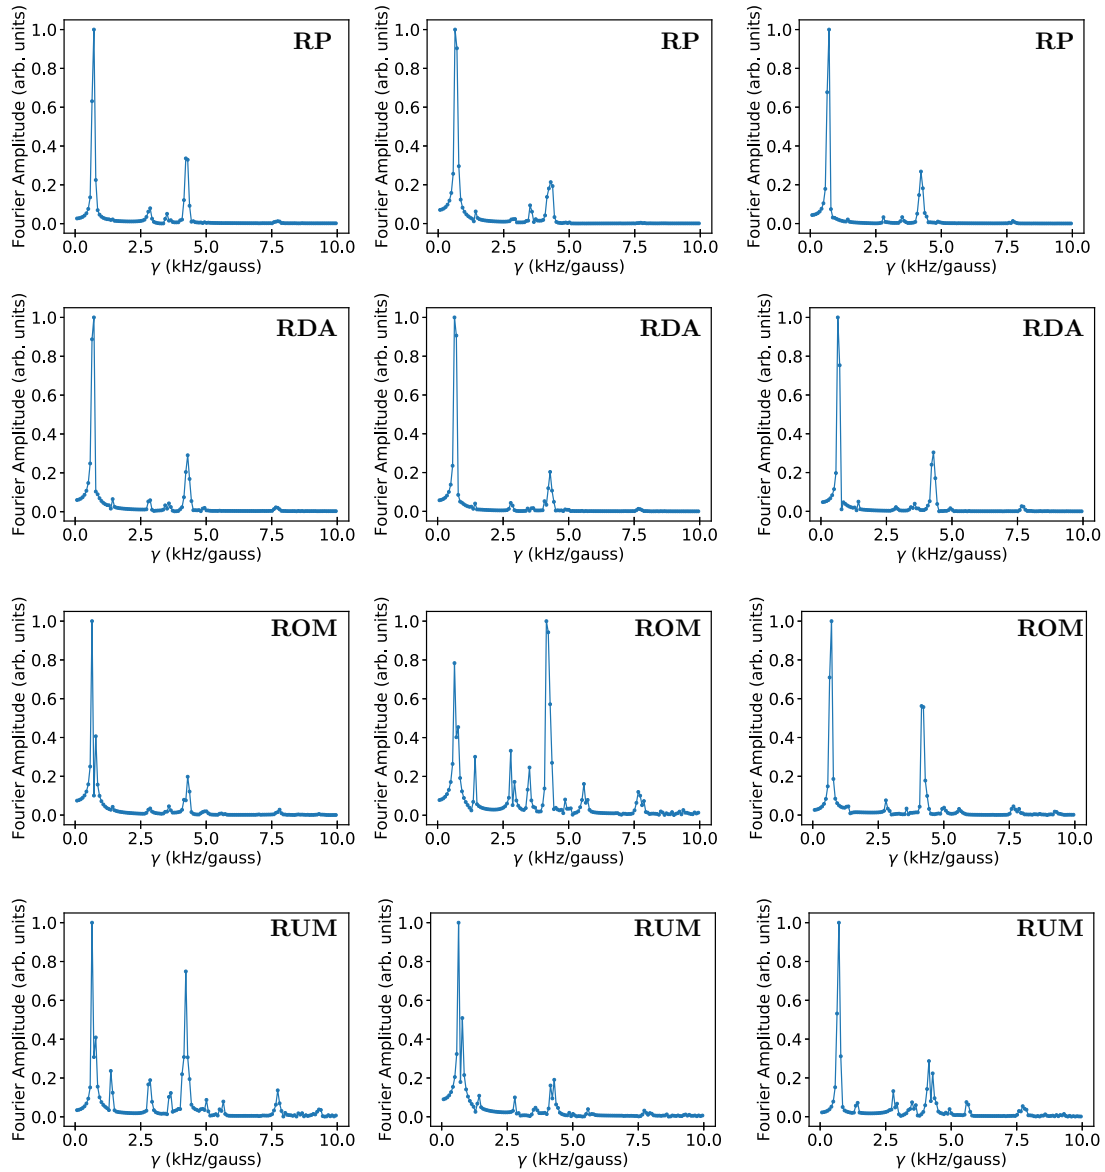 RP RP RP
Fourier Amplitude (arb. units) Fourier Amplitude (arb. units) Fourier Amplitude (arb. units)
1.0 1.0 1.0
0.8 0.8 0.8
0.6 0.6 0.6
0.4 0.4 0.4
0.2 0.2 0.2
0.0 0.0 0.0
0.0 2.5 5.0 7.5 10.0 0.0 2.5 5.0 7.5 10.0 0.0 2.5 5.0 7.5 10.0
γ (kHz/gauss) γ (kHz/gauss) γ (kHz/gauss)
RDA RDA RDA
Fourier Amplitude (arb. units) Fourier Amplitude (arb. units) Fourier Amplitude (arb. units)
1.0 1.0 1.0
0.8 0.8 0.8
0.6 0.6 0.6
0.4 0.4 0.4
0.2 0.2 0.2
0.0 0.0 0.0
0.0 2.5 5.0 7.5 10.0 0.0 2.5 5.0 7.5 10.0 0.0 2.5 5.0 7.5 10.0
γ (kHz/gauss) γ (kHz/gauss) γ (kHz/gauss)
ROM ROM ROM
Fourier Amplitude (arb. units) Fourier Amplitude (arb. units) Fourier Amplitude (arb. units)
1.0 1.0 1.0
0.8 0.8 0.8
0.6 0.6 0.6
0.4 0.4 0.4
0.2 0.2 0.2
0.0 0.0 0.0
0.0 2.5 5.0 7.5 10.0 0.0 2.5 5.0 7.5 10.0 0.0 2.5 5.0 7.5 10.0
γ (kHz/gauss) γ (kHz/gauss) γ (kHz/gauss)
RUM RUM RUM
Fourier Amplitude (arb. units) Fourier Amplitude (arb. units) Fourier Amplitude (arb. units)
1.0 1.0 1.0
0.8 0.8 0.8
0.6 0.6 0.6
0.4 0.4 0.4
0.2 0.2 0.2
0.0 0.0 0.0
0.0 2.5 5.0 7.5 10.0 0.0 2.5 5.0 7.5 10.0 0.0 2.5 5.0 7.5 10.0
γ (kHz/gauss) γ (kHz/gauss) γ (kHz/gauss)